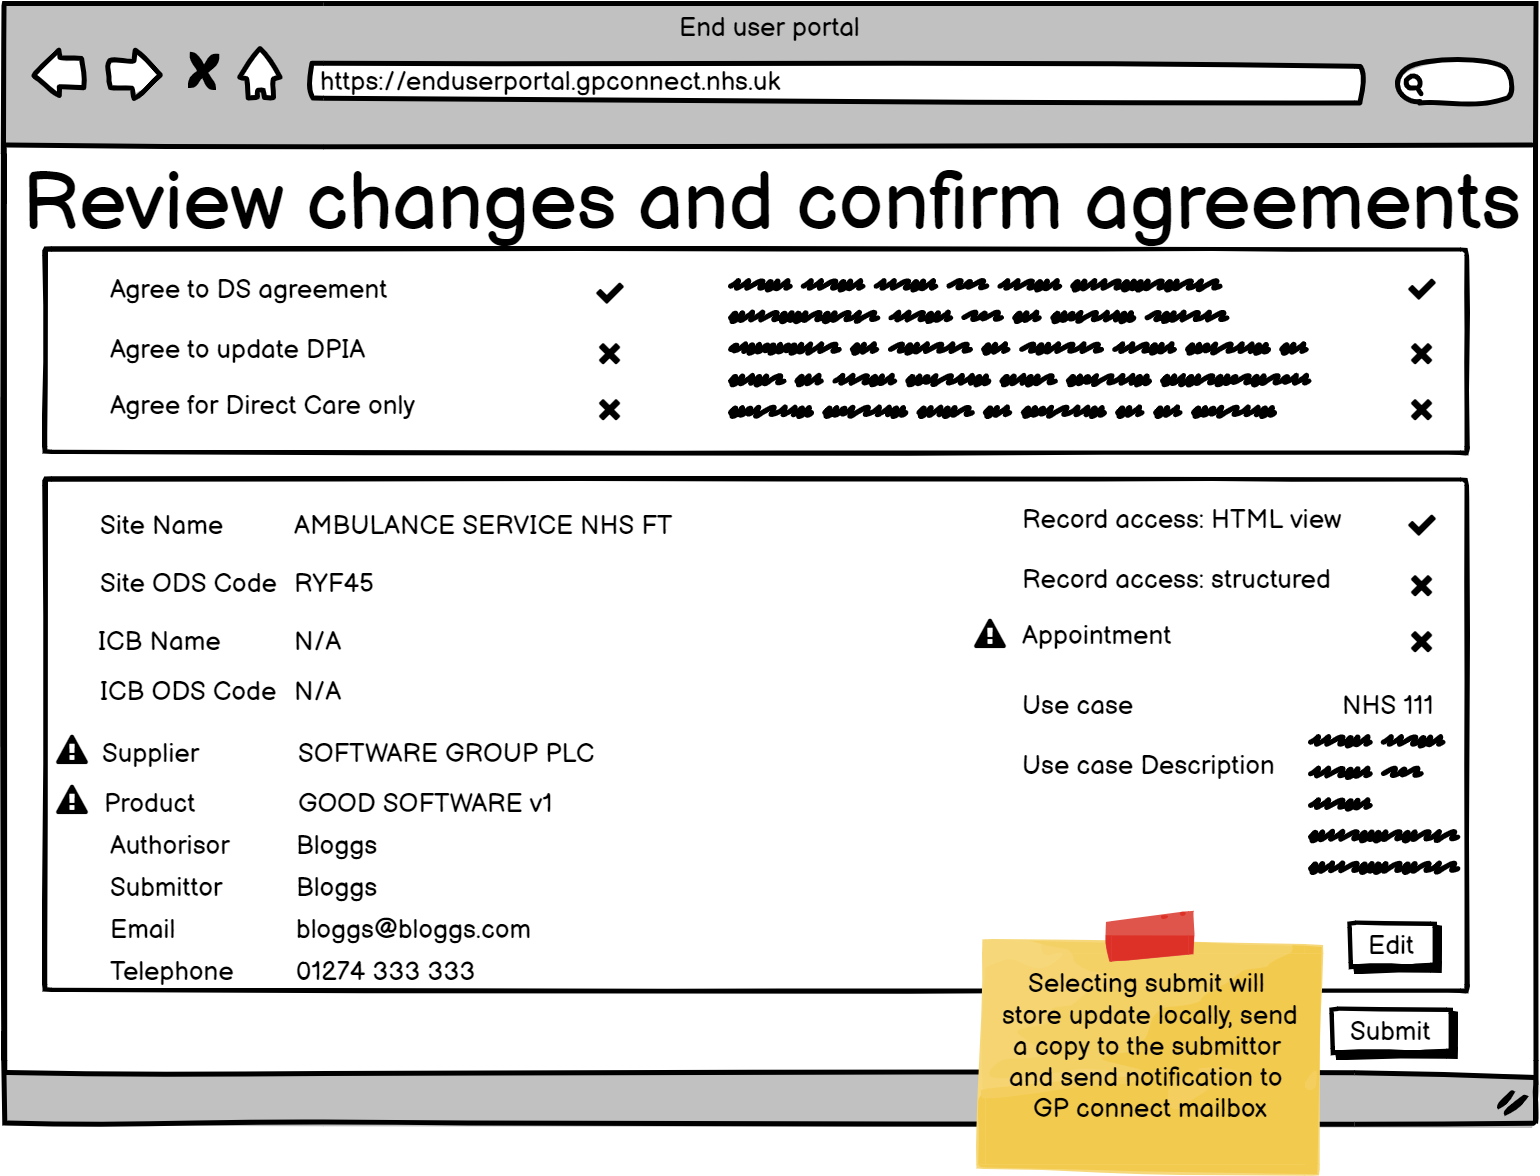 End user portal
https://enduserportal.gpconnect.nhs.uk
Review changes and confirm agreements
Agree to DS agreement
Agree to update DPIA
Agree for Direct Care only
Site Name AMBULANCE SERVICE NHS FT
Site ODS Code RYF45
ICB Name N/A
ICB ODS Code N/A
Supplier SOFTWARE GROUP PLC
Product GOOD SOFTWARE v1
Authorisor Bloggs
Submittor Bloggs
Email bloggs@bloggs.com
Telephone 01274 333 333
Record access: HTML view
Record access: structured
Appointment
Use case NHS 111
Use case Description
Edit
Selecting submit will
store update locally, send
a copy to the submittor
and send notification to
GP connect mailbox
Submit